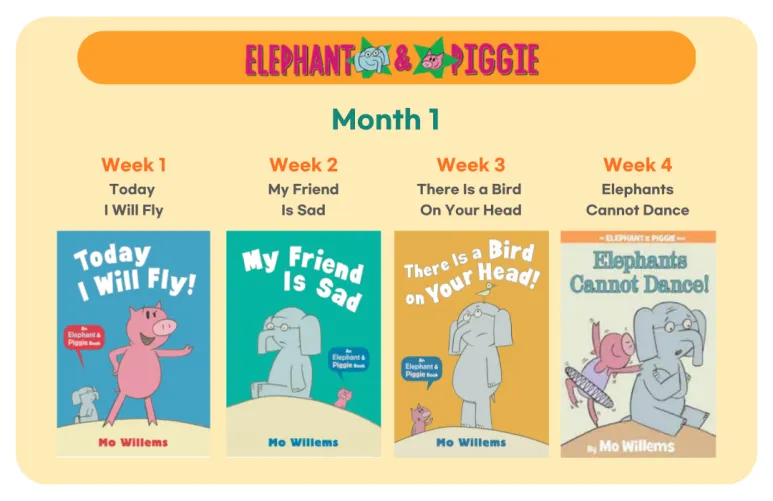 ELEPHANT & PIGGIE
Month 1
Week 1
Today
I Will Fly
Week 2
My Friend
Is Sad
Week 3
There Is a Bird
On Your Head
Week 4
Elephants
Cannot Dance
Today
I Will Fly!
An
Elephant &
Piggie Book
Mo Willems
My Friend
Is Sad
An
Elephant &
Piggie Book
Mo Willems
There Is a Bird
on Your Head!
An
Elephant &
Piggie Book
Mo Willems
ELEPHANT & PIGGIE
Elephants
Cannot Dance!
By Mo Willems